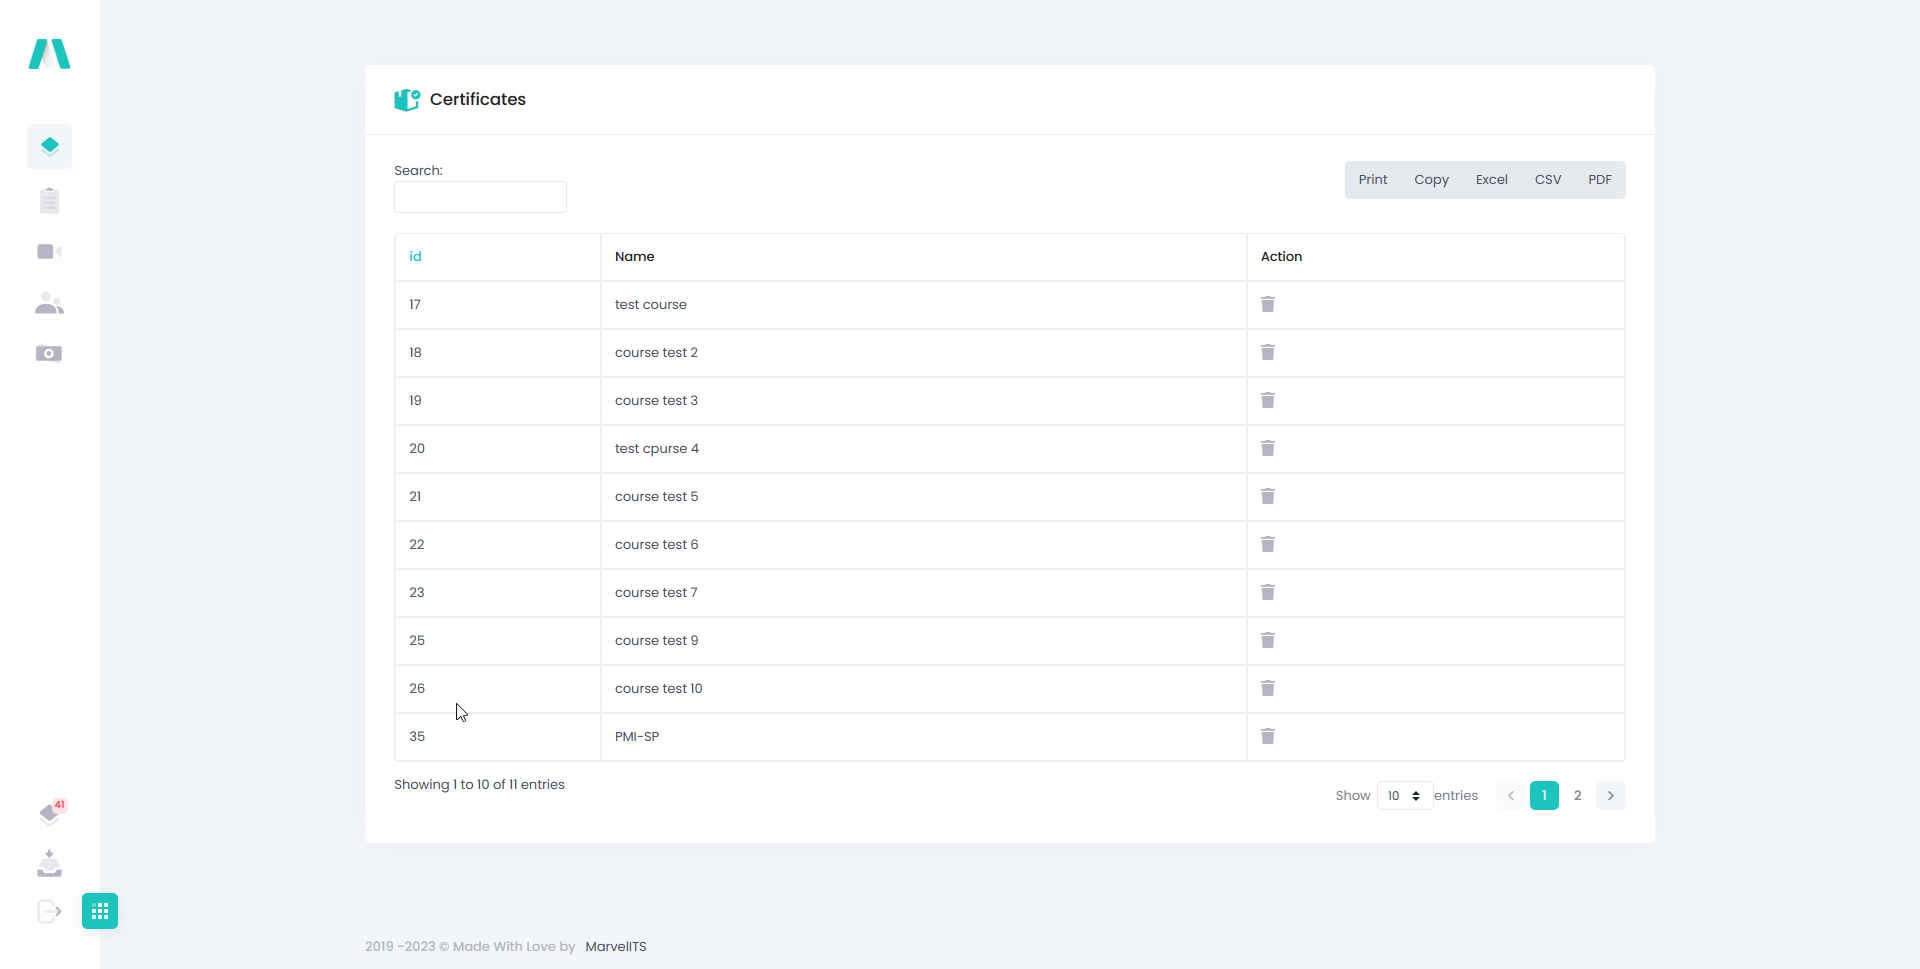 Certificates
Search:
Print Copy Excel CSV PDF
id Name Action
17 test course
18 course test 2
19 course test 3
20 test cpurse 4
21 course test 5
22 course test 6
23 course test 7
25 course test 9
26 course test 10
35 PMI-SP
Showing 1 to 10 of 11 entries
Show 10 entries 1 2
41
2019 -2023 © Made With Love by MarvelITS